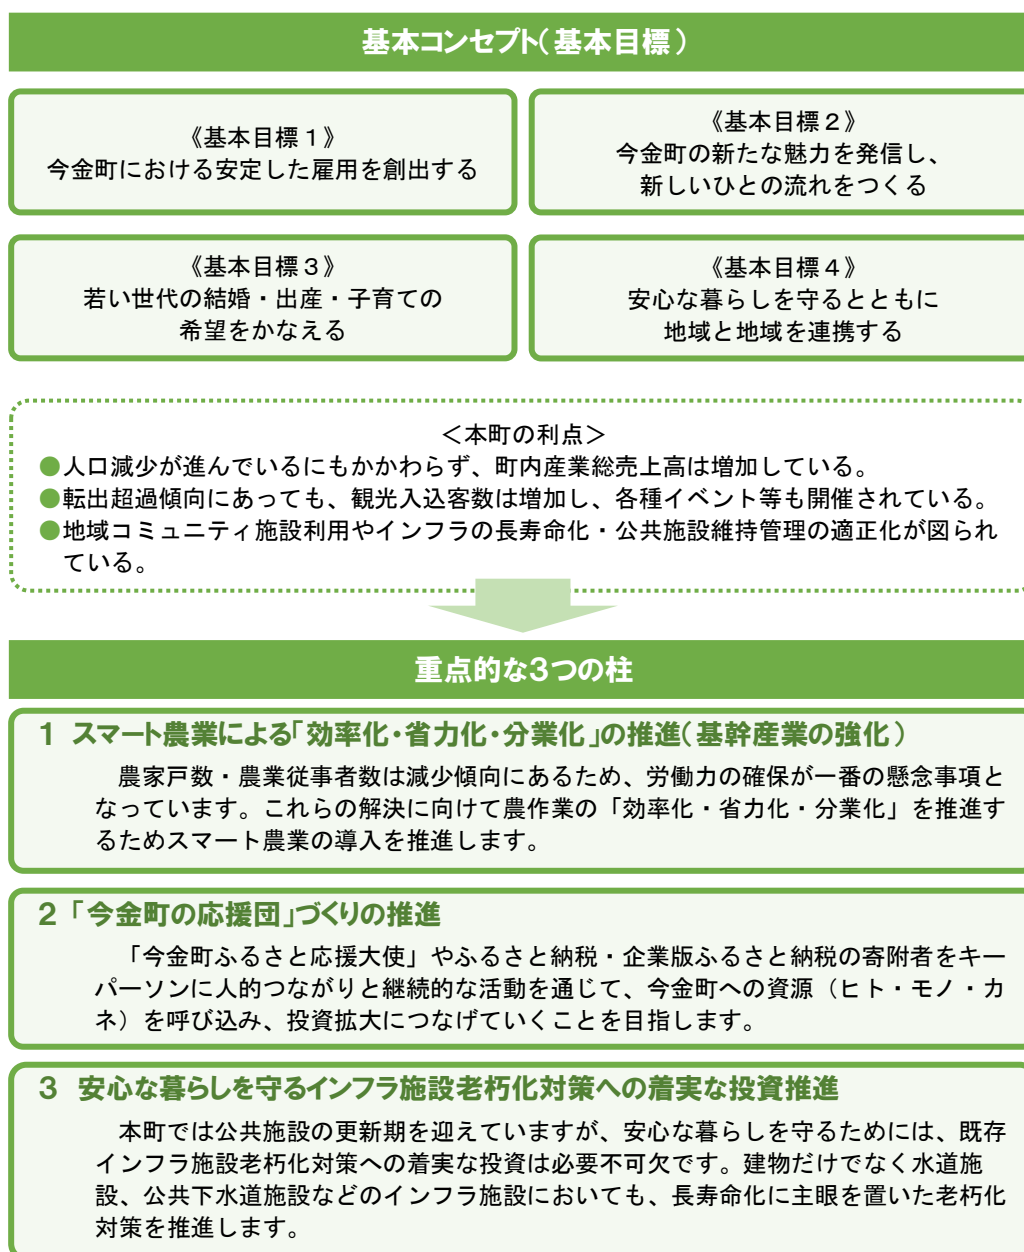 基本コンセプト(基本目標)
《基本目標１》
今金町における安定した雇用を創出する
《基本目標２》
今金町の新たな魅力を発信し、
新しいひとの流れをつくる
《基本目標３》
若い世代の結婚・出産・子育ての
希望をかなえる
《基本目標４》
安心な暮らしを守るとともに
地域と地域を連携する
＜本町の利点＞
●人口減少が進んでいるにもかかわらず、町内産業総売上高は増加している。
●転出超過傾向にあっても、観光入込客数は増加し、各種イベント等も開催されている。
●地域コミュニティ施設利用やインフラの長寿命化・公共施設維持管理の適正化が図られ
ている。
重点的な3つの柱
1 スマート農業による「効率化・省力化・分業化」の推進(基幹産業の強化)
農家戸数・農業従事者数は減少傾向にあるため、労働力の確保が一番の懸念事項と
なっています。これらの解決に向けて農作業の「効率化・省力化・分業化」を推進す
るためスマート農業の導入を推進します。
2 「今金町の応援団」づくりの推進
「今金町ふるさと応援大使」やふるさと納税・企業版ふるさと納税の寄附者をキー
パーソンに人的つながりと継続的な活動を通じて、今金町への資源（ヒト・モノ・カ
ネ）を呼び込み、投資拡大につなげていくことを目指します。
3 安心な暮らしを守るインフラ施設老朽化対策への着実な投資推進
本町では公共施設の更新期を迎えていますが、安心な暮らしを守るためには、既存
インフラ施設老朽化対策への着実な投資は必要不可欠です。建物だけでなく水道施
設、公共下水道施設などのインフラ施設においても、長寿命化に主眼を置いた老朽化
対策を推進します。